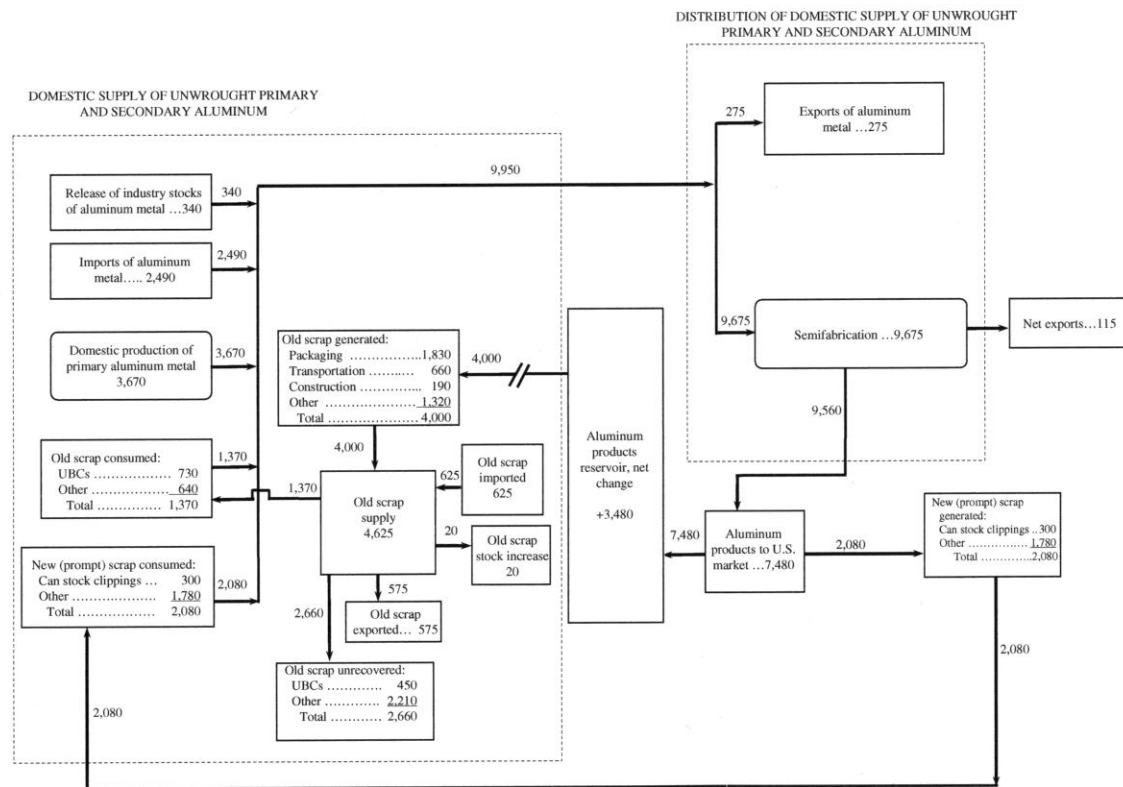 DISTRIBUTION OF DOMESTIC SUPPLY OF UNWROUGHT
PRIMARY AND SECONDARY ALUMINUM
DOMESTIC SUPPLY OF UNWROUGHT PRIMARY
AND SECONDARY ALUMINUM
275
Exports of aluminum
metal …275
9,950
Release of industry stocks
of aluminum metal …340
340
Imports of aluminum
metal….. 2,490
2,490
Domestic production of
primary aluminum metal
3,670
3,670
Old scrap generated:
Packaging ……………..1,830
Transportation ………… 660
Construction …………... 190
Other …………………. 1,320
Total ………………… 4,000
4,000
9,675
Semifabrication …9,675
Net exports…115
9,560
Aluminum
products
reservoir, net
change
+3,480
4,000
Old scrap consumed:
UBCs ……………… 730
Other ……………… 640
Total …………… 1,370
1,370
1,370
Old scrap
supply
4,625
625
Old scrap
imported
625
20
Old scrap
stock increase
20
7,480
Aluminum
products to U.S.
market …7,480
2,080
New (prompt) scrap
generated:
Can stock clippings ..300
Other ……………1,780
Total ………….2,080
New (prompt) scrap consumed:
Can stock clippings … 300
Other ………………… 1,780
Total ……………… 2,080
2,080
575
Old scrap
exported… 575
2,660
Old scrap unrecovered:
UBCs …………. 450
Other …………… 2,210
Total ………… 2,660
2,080
2,080